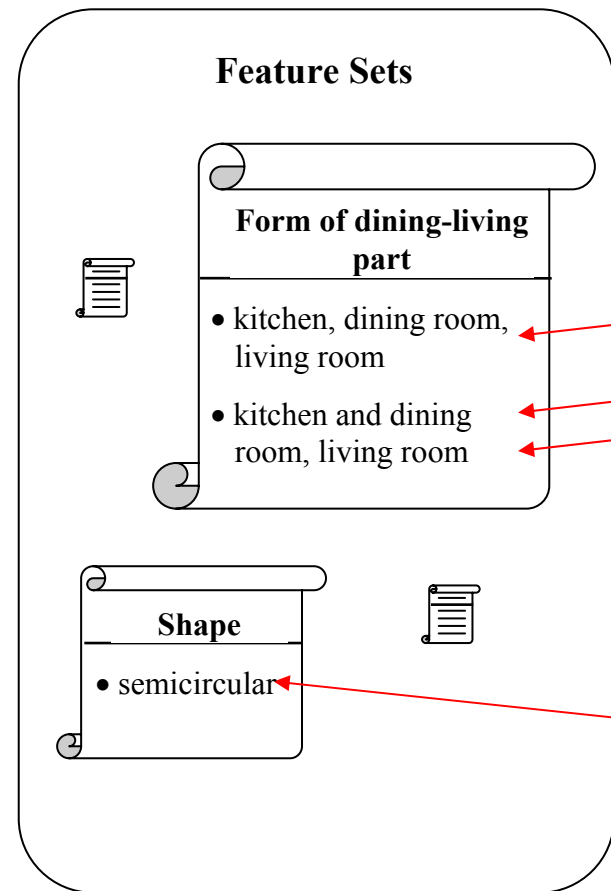 Feature Sets
Form of dining-living
part
• kitchen, dining room,
living room
• kitchen and dining
room, living room
Shape
• semicircular